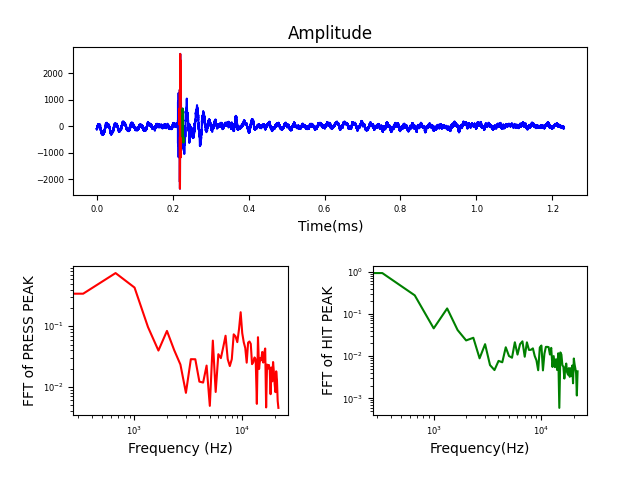 Amplitude
2000
1000
0
−1000
−2000
0.0 0.2 0.4 0.6 0.8 1.0 1.2
Time(ms)
FFT of PRESS PEAK
10⁻¹
10⁻²
10³ 10⁴
Frequency (Hz)
FFT of HIT PEAK
10⁰
10⁻¹
10⁻²
10⁻³
10³ 10⁴
Frequency(Hz)